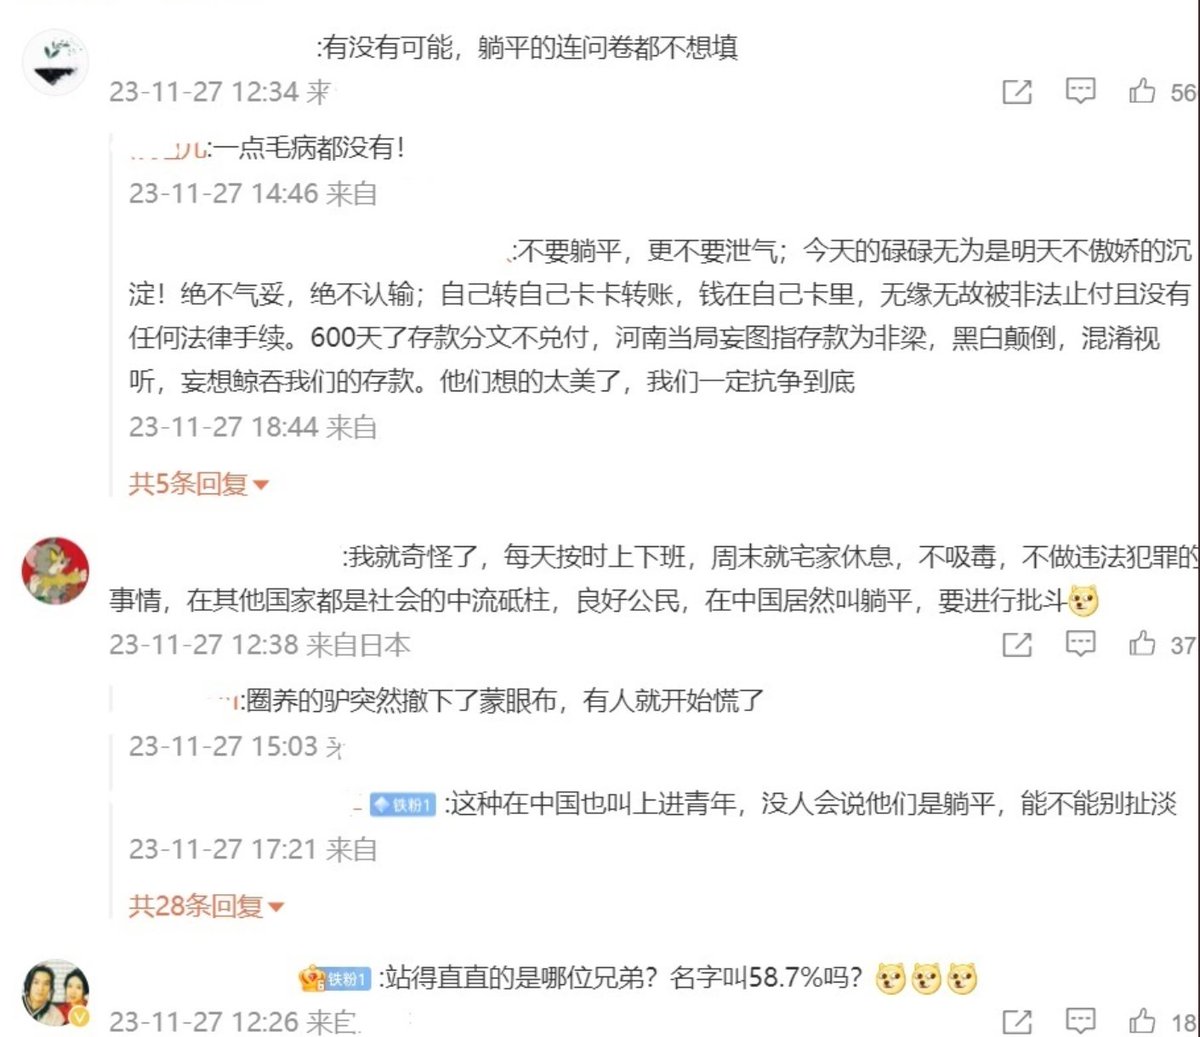 :有没有可能，躺平的连问卷都不想填
23-11-27 12:34 来
56
:一点毛病都没有！
23-11-27 14:46 来自
:不要躺平，更不要泄气；今天的碌碌无为是明天不傲娇的沉
淀！绝不气妥，绝不认输；自己转自己卡卡转账，钱在自己卡里，无缘无故被非法止付且没有
任何法律手续。600天了存款分文不兑付，河南当局妄图指存款为非梁，黑白颠倒，混淆视
听，妄想鲸吞我们的存款。他们想的太美了，我们一定抗争到底
23-11-27 18:44 来自
共5条回复
:我就奇怪了，每天按时上下班，周末就宅家休息，不吸毒，不做违法犯罪的
事情，在其他国家都是社会的中流砥柱，良好公民，在中国居然叫躺平，要进行批斗
23-11-27 12:38 来自日本
37
:圈养的驴突然撤下了蒙眼布，有人就开始慌了
23-11-27 15:03
铁粉1 :这种在中国也叫上进青年，没人会说他们是躺平，能不能别扯淡
23-11-27 17:21 来自
共28条回复
铁粉1 :站得直直的是哪位兄弟？名字叫58.7%吗？
23-11-27 12:26 来自
18